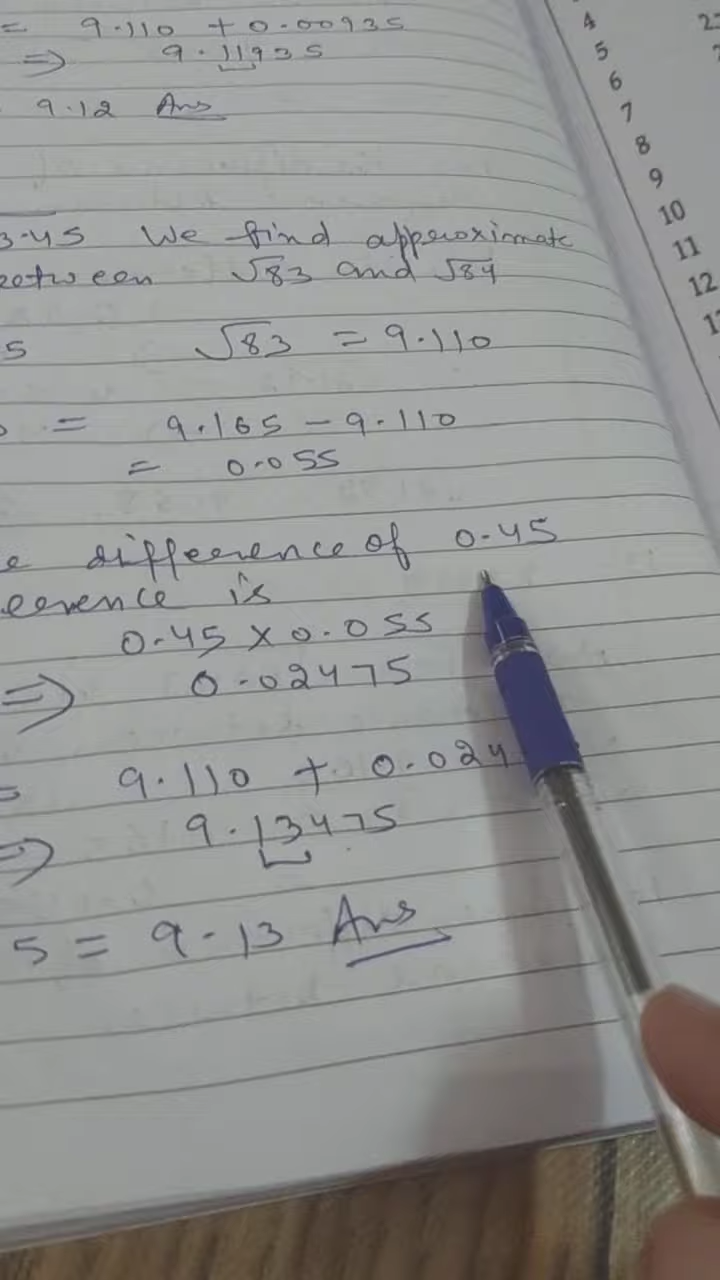 = 9.110 + 0.00935
=> 9.11935
9.12 Ans
3.45 We find approximate
between √83 and √84
5 √83 = 9.110
= 9.165 - 9.110
= 0.055
e difference of 0.45
erence is
0.45 x 0.055
=> 0.02475
= 9.110 + 0.024
=> 9.13475
5 = 9.13 Ans
4
5
6
7
8
9
10
11
12